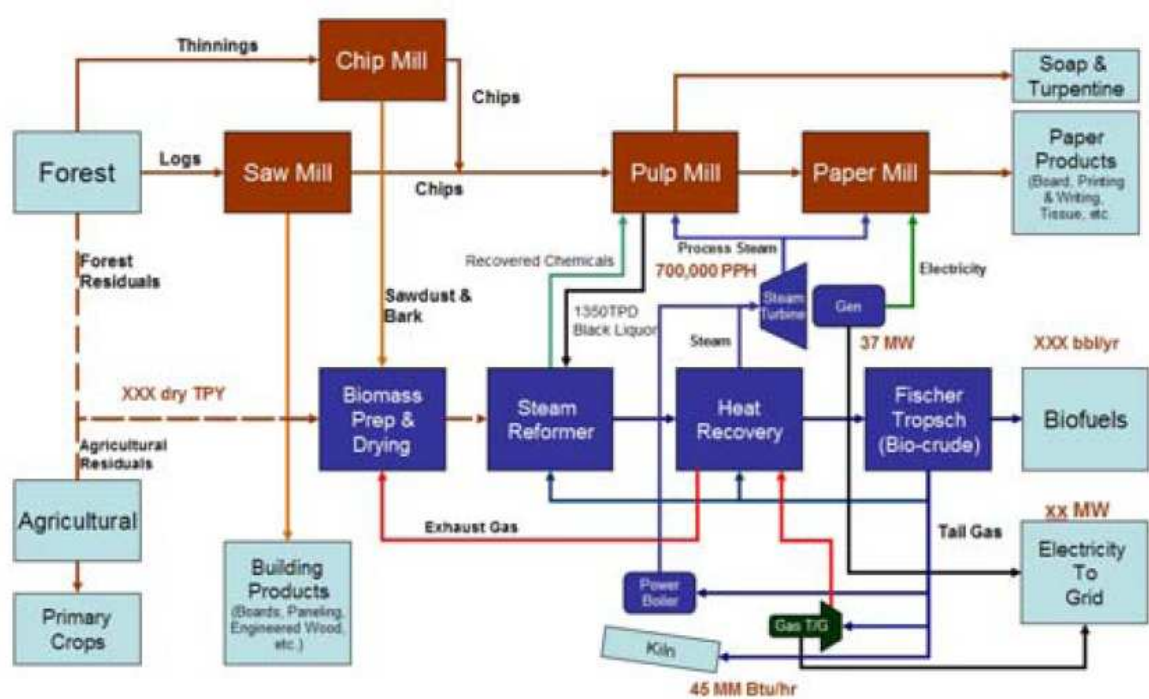 Thinnings
Chip Mill
Chips
Soap &
Turpentine
Forest
Logs
Saw Mill
Chips
Pulp Mill
Paper Mill
Paper
Products
(Board, Printing
& Writing,
Tissue, etc.
Forest
Residuals
Sawdust &
Bark
Recovered Chemicals
1350TPD
Black Liquor
Process Steam
700,000 PPH
Steam
Turbine
Steam
Gen
37 MW
Electricity
XXX bbl/yr
XXX dry TPY
Agricultural
Residuals
Biomass
Prep &
Drying
Steam
Reformer
Heat
Recovery
Fischer
Tropsch
(Bio-crude)
Biofuels
Agricultural
Primary
Crops
Building
Products
(Boards, Paneling,
Engineered Wood,
etc.)
Exhaust Gas
Power
Boiler
Tail Gas
xx MW
Electricity
To
Grid
Gas T/G
Kiln
45 MM Btu/hr